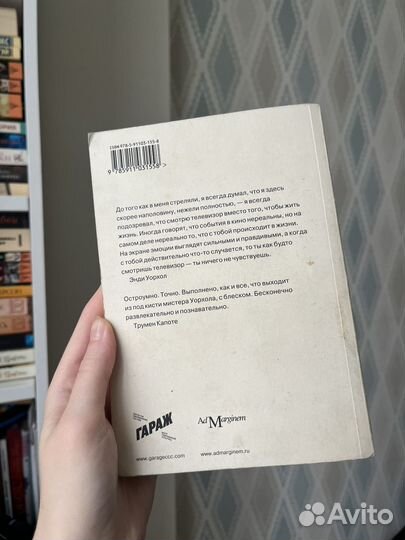 ISBN 978-5-91103-155-8
9 785911 031558 >
До того как в меня стреляли, я всегда думал, что я здесь
скорее наполовину, нежели полностью, — я всегда
подозревал, что смотрю телевизор вместо того, чтобы жить
жизнь. Иногда говорят, что события в кино нереальны, но на
самом деле нереально то, что с тобой происходит в жизни.
На экране эмоции выглядят сильными и правдивыми, а когда
с тобой действительно что-то случается, то ты как будто
смотришь телевизор — ты ничего не чувствуешь.
Энди Уорхол
Остроумно. Точно. Выполнено, как и все, что выходит
из под кисти мистера Уорхола, с блеском. Бесконечно
развлекательно и познавательно.
Трумен Капоте
ГАРАЖ
Ad Marginem
www.garageccc.com
www.admarginem.ru
Avito